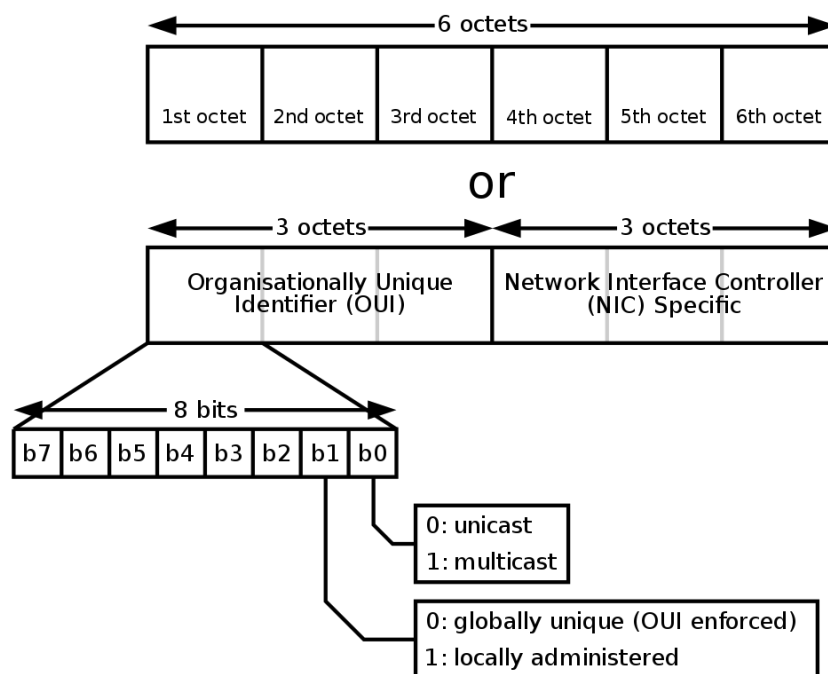 6 octets
1st octet 2nd octet 3rd octet 4th octet 5th octet 6th octet
or
3 octets 3 octets
Organisationally Unique
Identifier (OUI)
Network Interface Controller
(NIC) Specific
8 bits
b7 b6 b5 b4 b3 b2 b1 b0
0: unicast
1: multicast
0: globally unique (OUI enforced)
1: locally administered